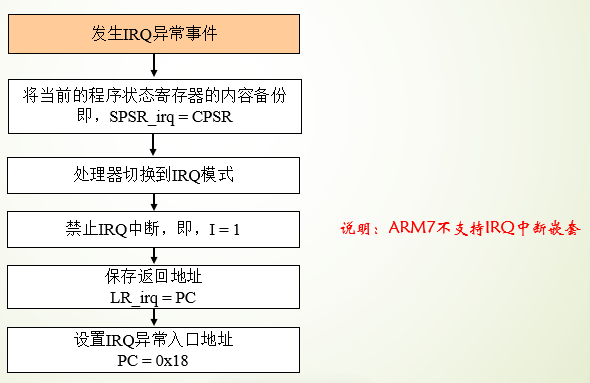 发生IRQ异常事件
将当前的程序状态寄存器的内容备份
即，SPSR_irq = CPSR
处理器切换到IRQ模式
禁止IRQ中断，即，I = 1
说明：ARM7不支持IRQ中断嵌套
保存返回地址
LR_irq = PC
设置IRQ异常入口地址
PC = 0x18